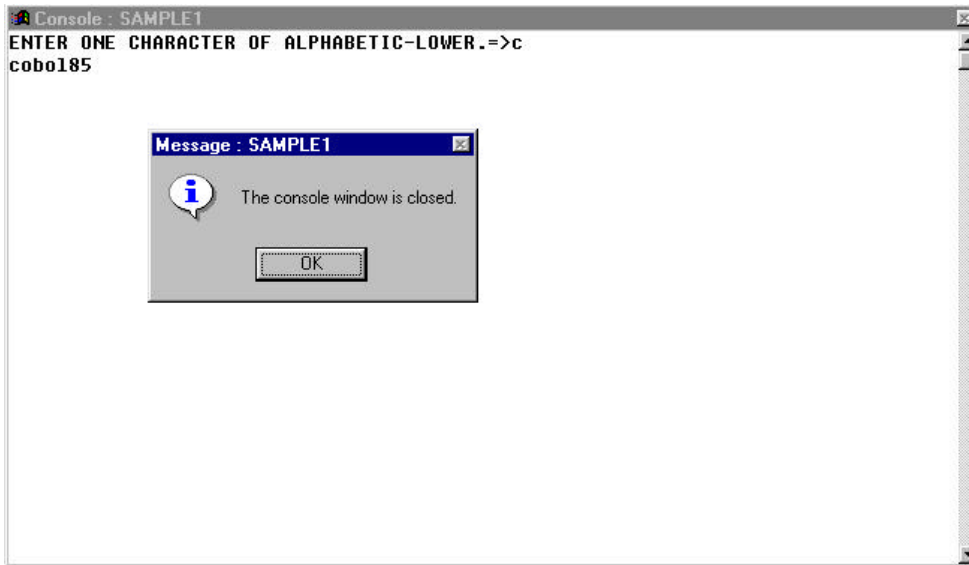 Console : SAMPLE1
ENTER ONE CHARACTER OF ALPHABETIC-LOWER.=>c
cobol85
Message : SAMPLE1
The console window is closed.
OK